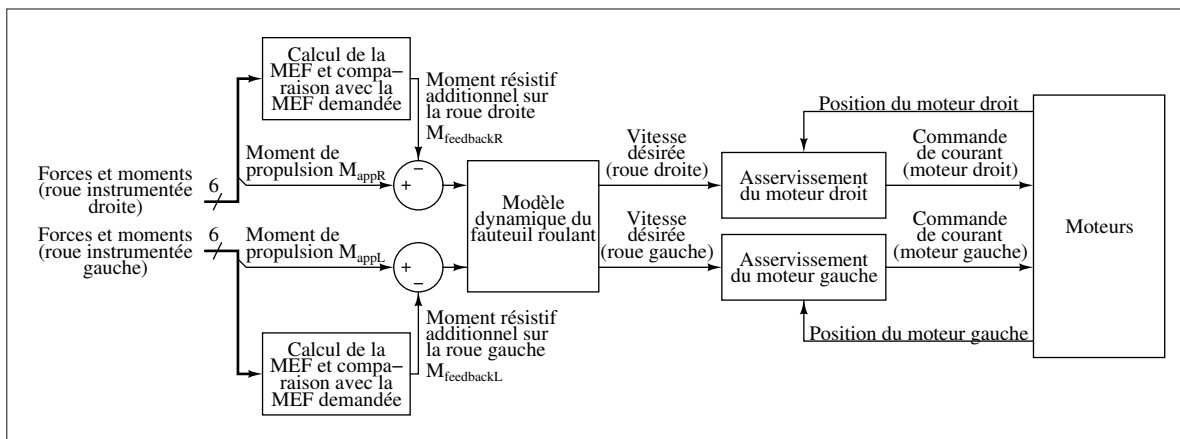 Calcul de la
MEF et compa–
raison avec la
MEF demandée
Moment résistif
additionnel sur
la roue droite
M_feedbackR
Forces et moments
(roue instrumentée
droite)
6
Moment de
propulsion M_appR
–
+
Modèle
dynamique du
fauteuil roulant
Vitesse
désirée
(roue droite)
Position du moteur droit
Asservissement
du moteur droit
Commande
de courant
(moteur droit)
Moteurs
Forces et moments
(roue instrumentée
gauche)
6
Moment de
propulsion M_appL
+
–
Vitesse
désirée
(roue gauche)
Asservissement
du moteur gauche
Commande
de courant
(moteur gauche)
Position du moteur gauche
Moment résistif
additionnel sur
la roue gauche
M_feedbackL
Calcul de la
MEF et compa–
raison avec la
MEF demandée